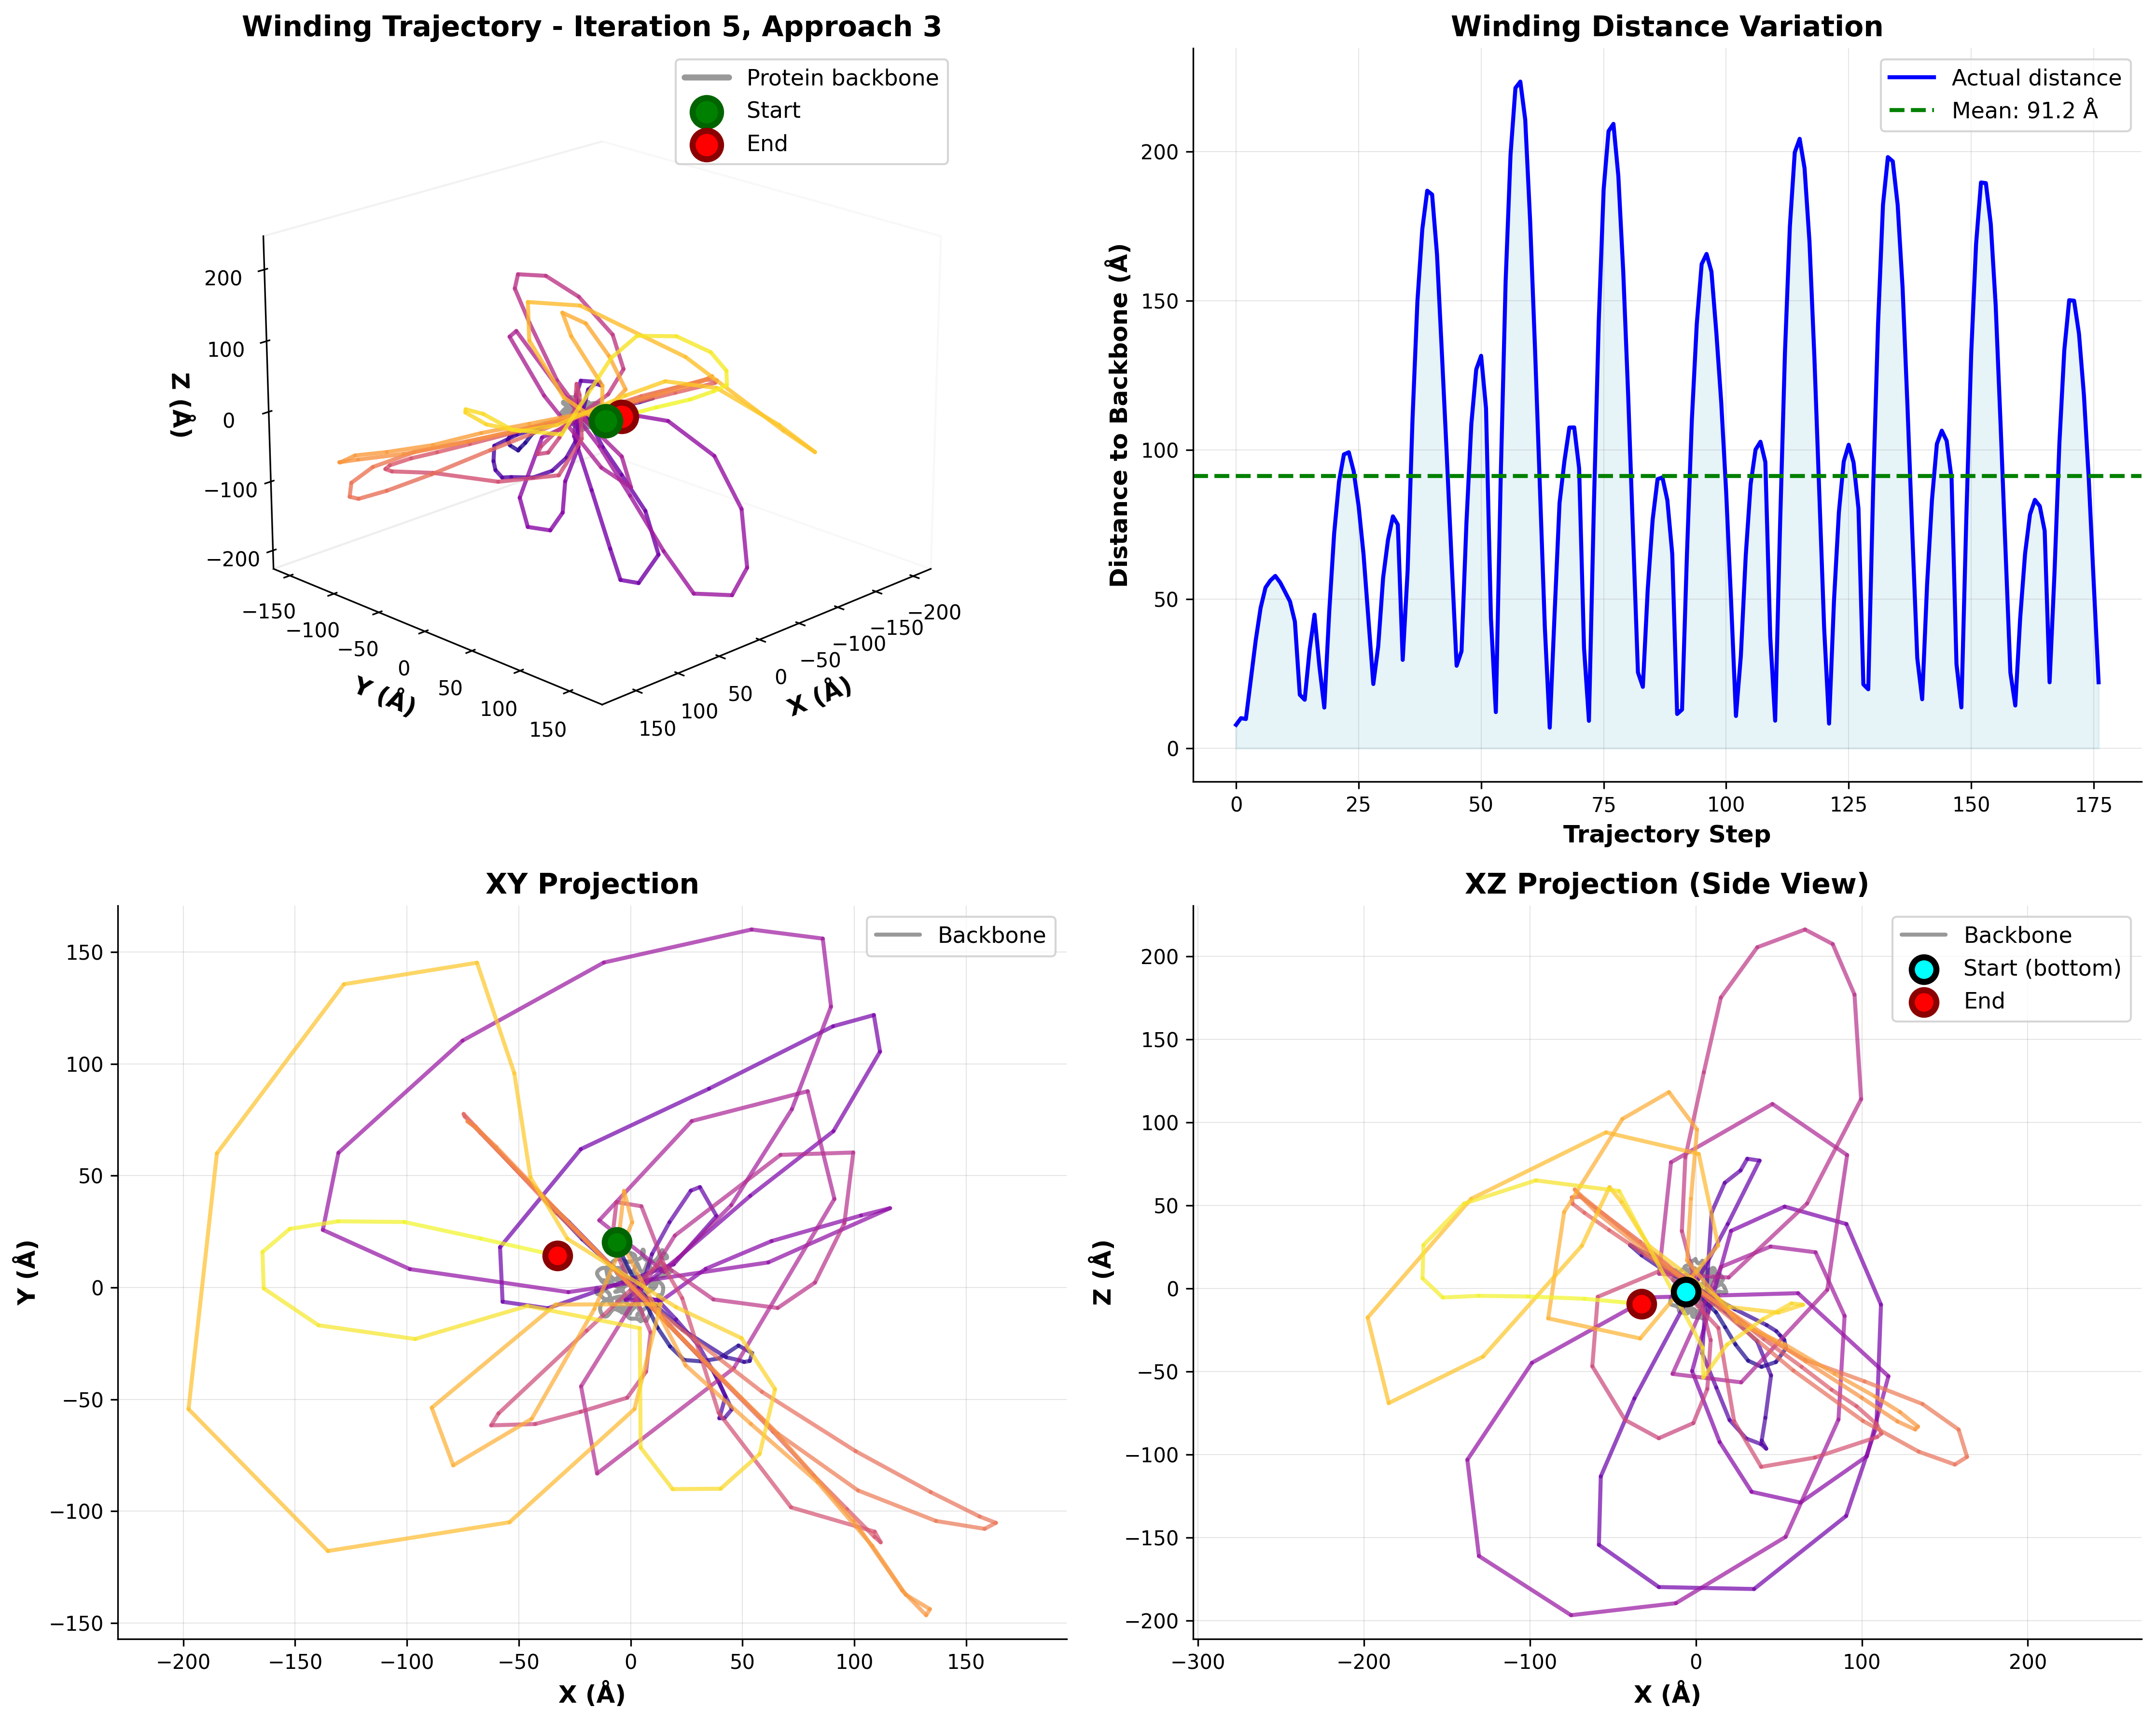 Winding Trajectory - Iteration 5, Approach 3
Protein backbone
Start
End
200
100
0
−100
−200
Z (Å)
−150
−100
−50
0
50
100
150
Y (Å)
150
100
50
0
−50
−100
−150
−200
X (Å)
Winding Distance Variation
Actual distance
Mean: 91.2 Å
200
150
100
50
0
Distance to Backbone (Å)
0
25
50
75
100
125
150
175
Trajectory Step
XY Projection
Backbone
150
100
50
0
−50
−100
−150
Y (Å)
−200
−150
−100
−50
0
50
100
150
X (Å)
XZ Projection (Side View)
Backbone
Start (bottom)
End
200
150
100
50
0
−50
−100
−150
−200
Z (Å)
−300
−200
−100
0
100
200
X (Å)